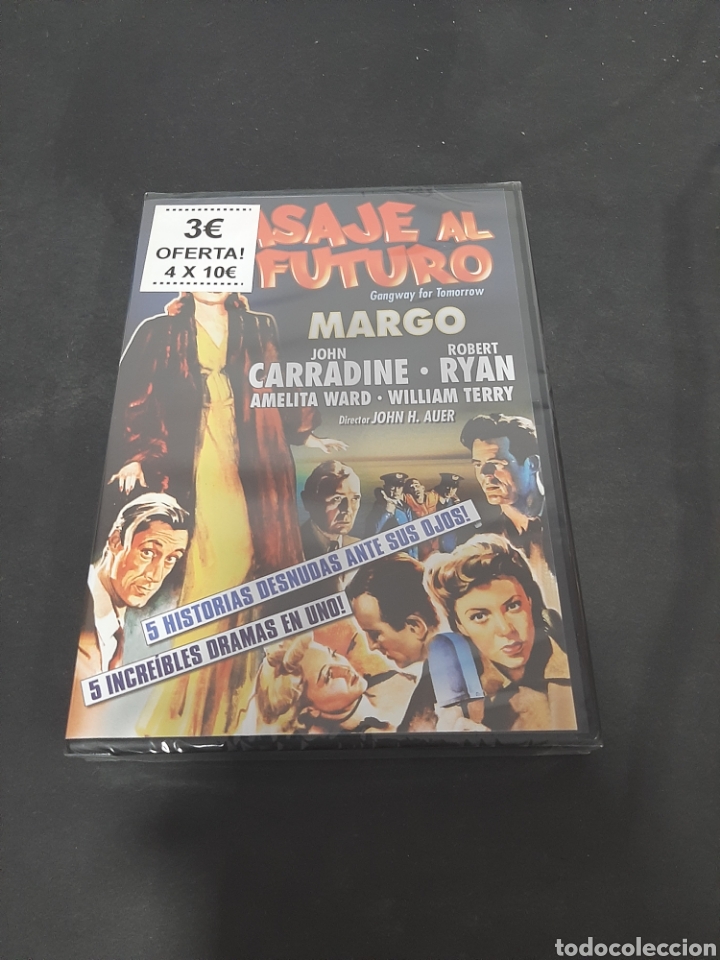 3€
OFERTA!
4 X 10€
ASAJE AL
FUTURO
Gangway for Tomorrow
MARGO
JOHN CARRADINE · ROBERT RYAN
AMELITA WARD · WILLIAM TERRY
Director JOHN H. AUER
5 HISTORIAS DESNUDAS ANTE SUS OJOS!
5 INCREÍBLES DRAMAS EN UNO!
todocoleccion